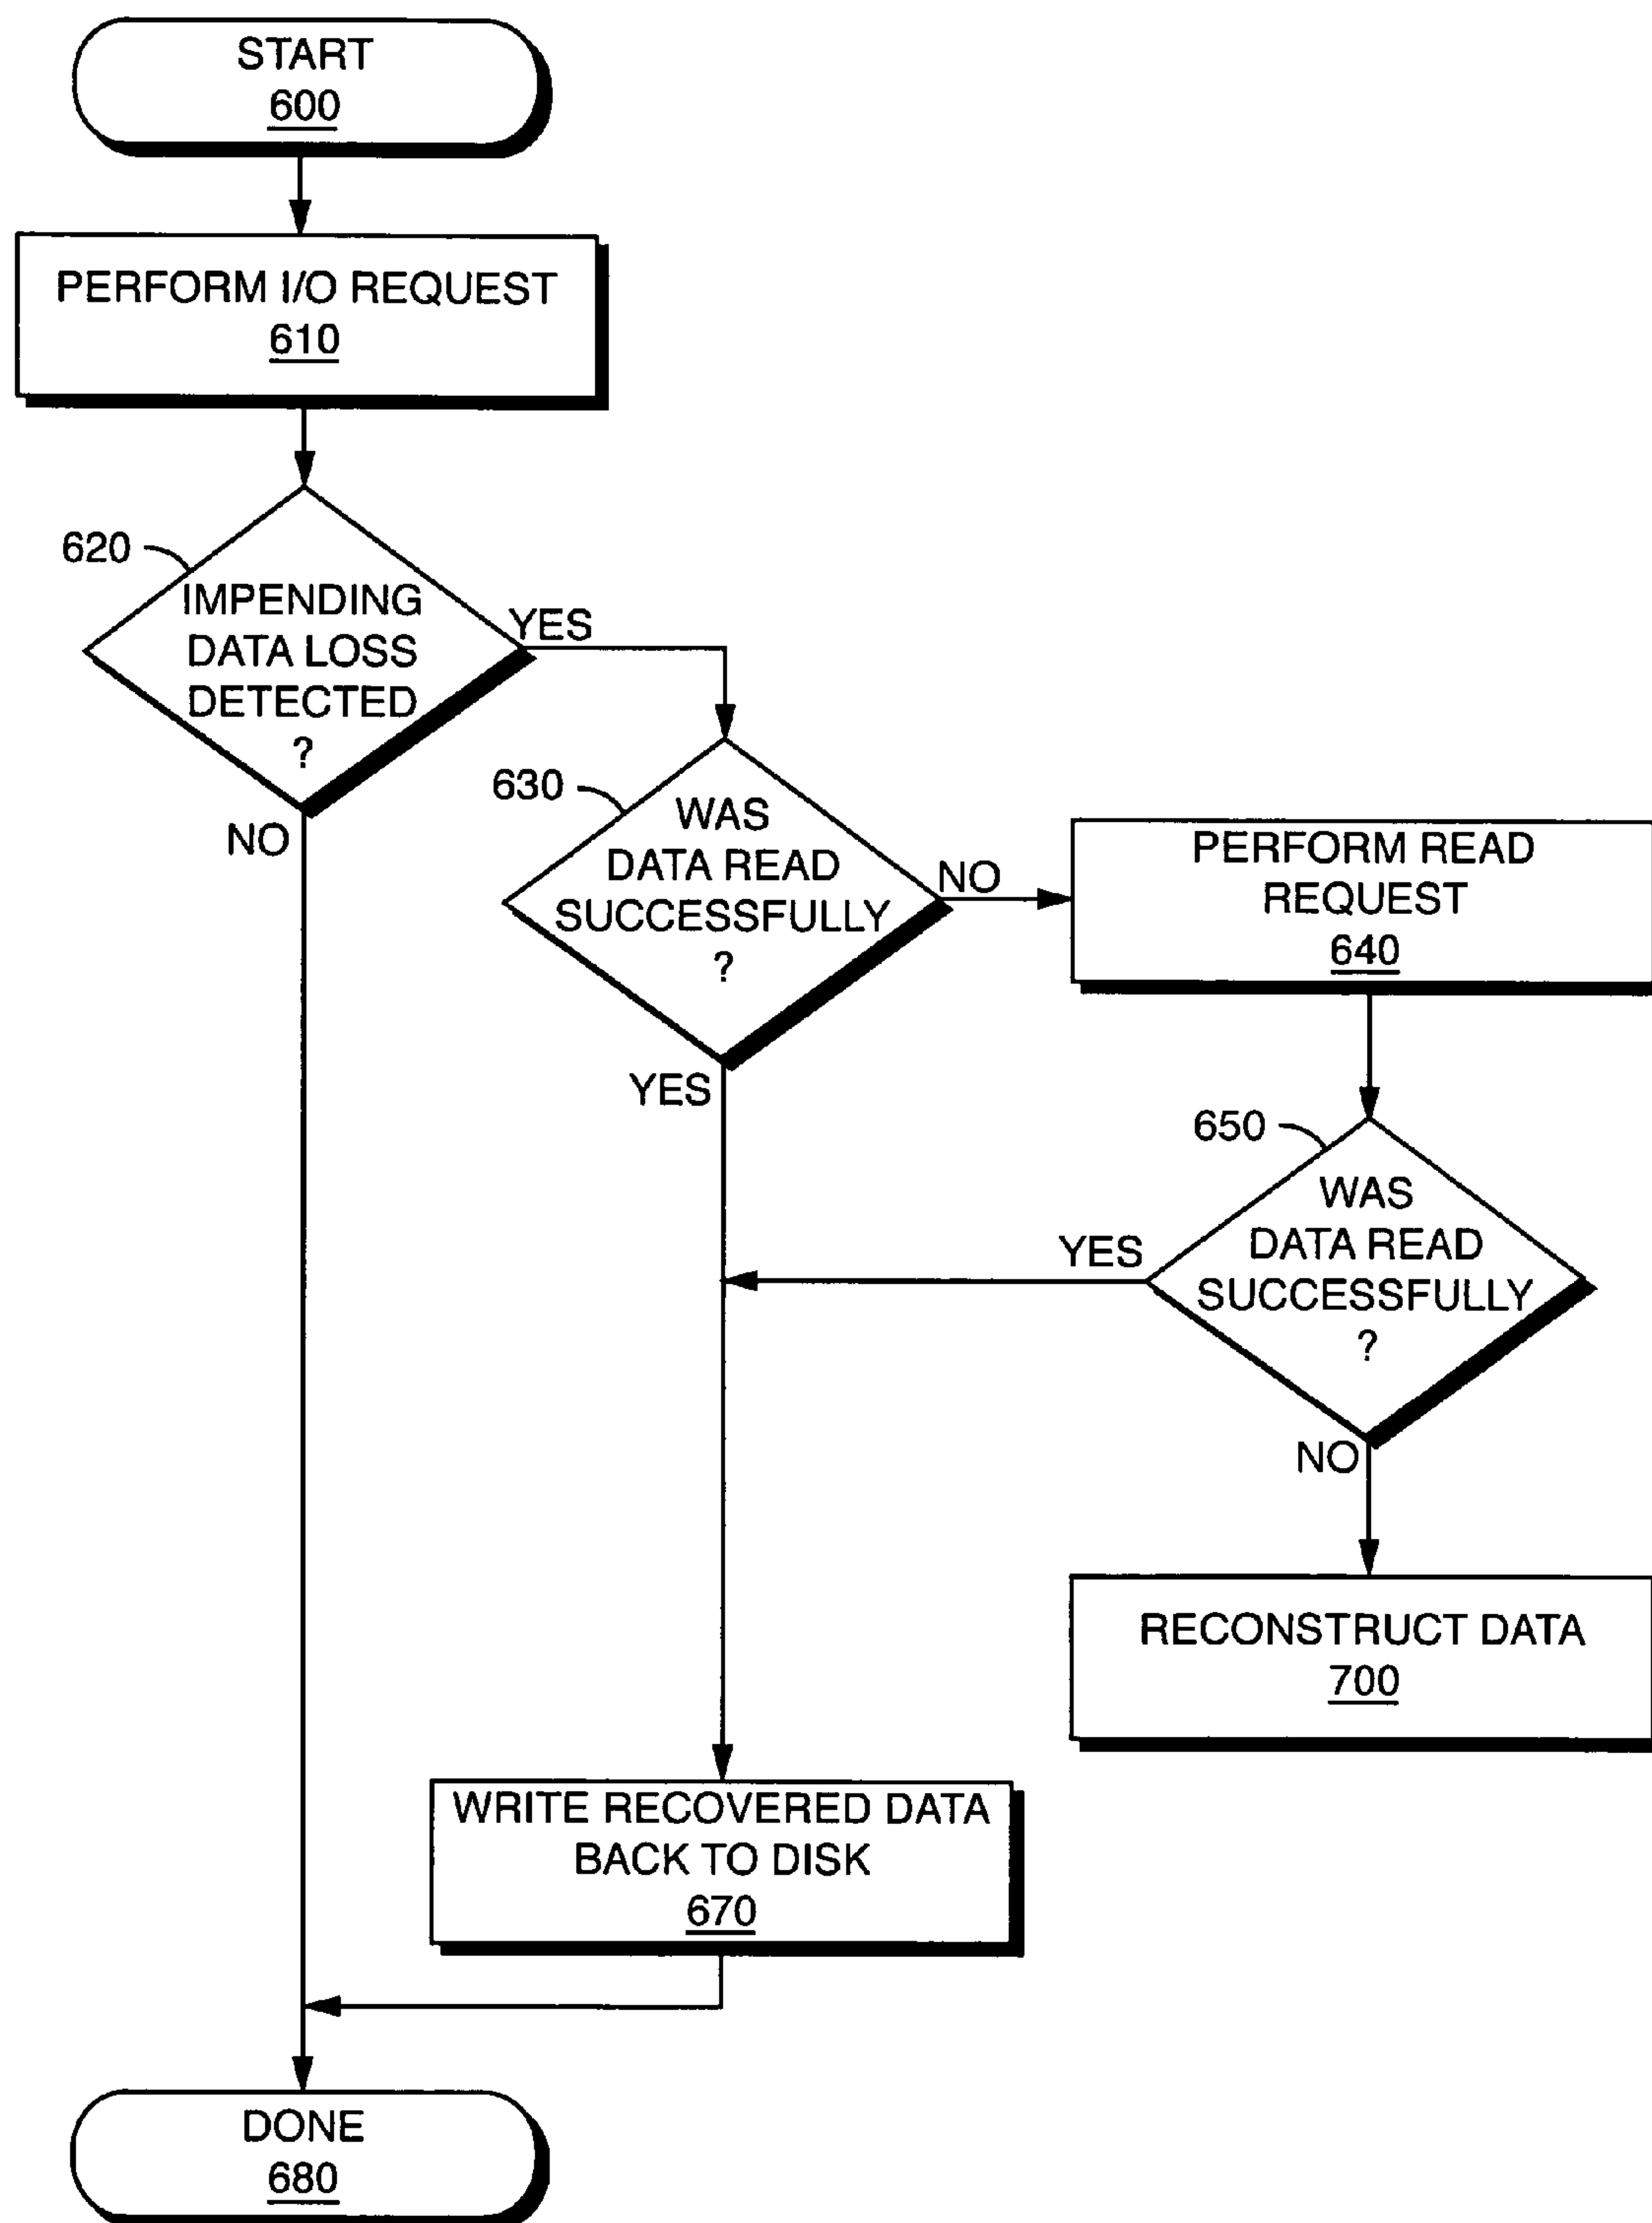 START
600
PERFORM I/O REQUEST
610
620
IMPENDING
DATA LOSS
DETECTED
?
YES
NO
630
WAS
DATA READ
SUCCESSFULLY
?
NO
YES
PERFORM READ
REQUEST
640
650
WAS
DATA READ
SUCCESSFULLY
?
YES
NO
RECONSTRUCT DATA
700
WRITE RECOVERED DATA
BACK TO DISK
670
DONE
680